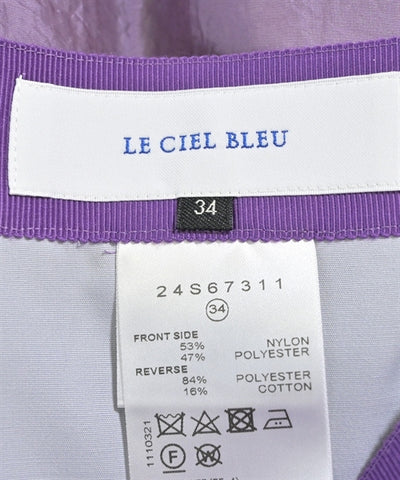 LE CIEL BLEU
34
24S67311
34
FRONT SIDE
53% NYLON
47% POLYESTER
REVERSE
84% POLYESTER
16% COTTON
1110321
F W